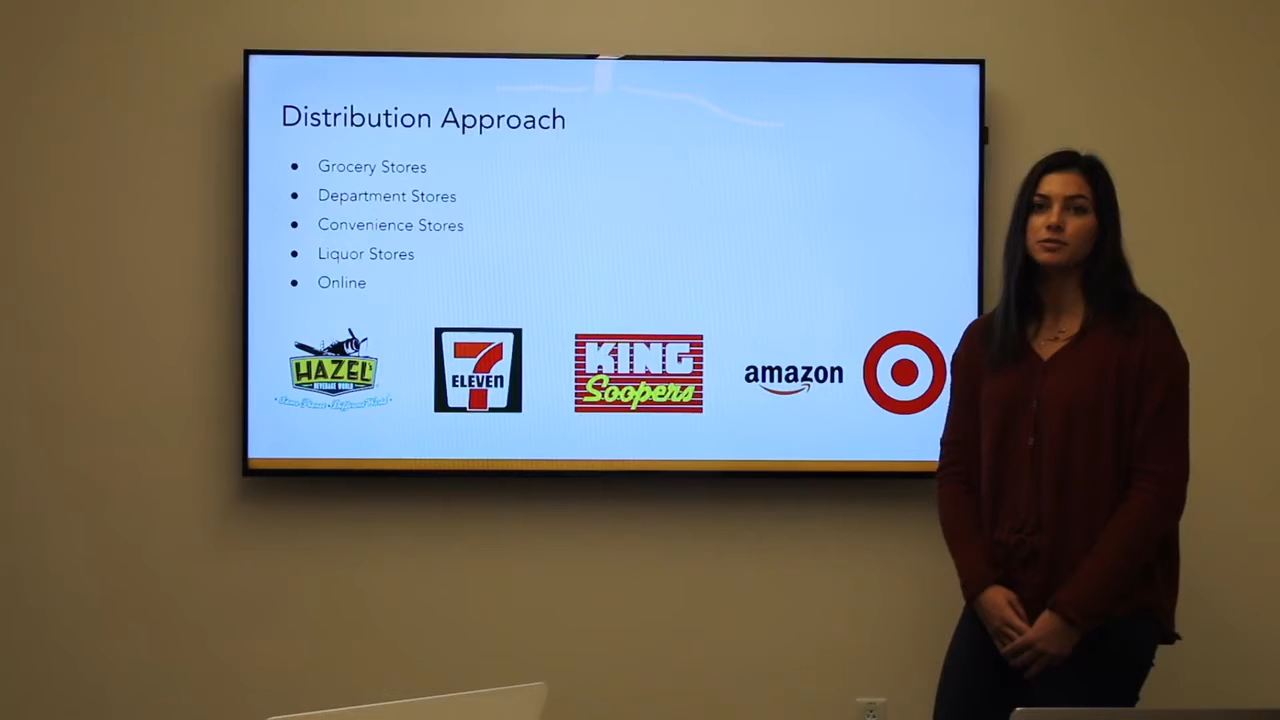 Distribution Approach
● Grocery Stores
● Department Stores
● Convenience Stores
● Liquor Stores
● Online
HAZEL'S
BEVERAGE WORLD
7
ELEVEn
KING
Soopers
amazon